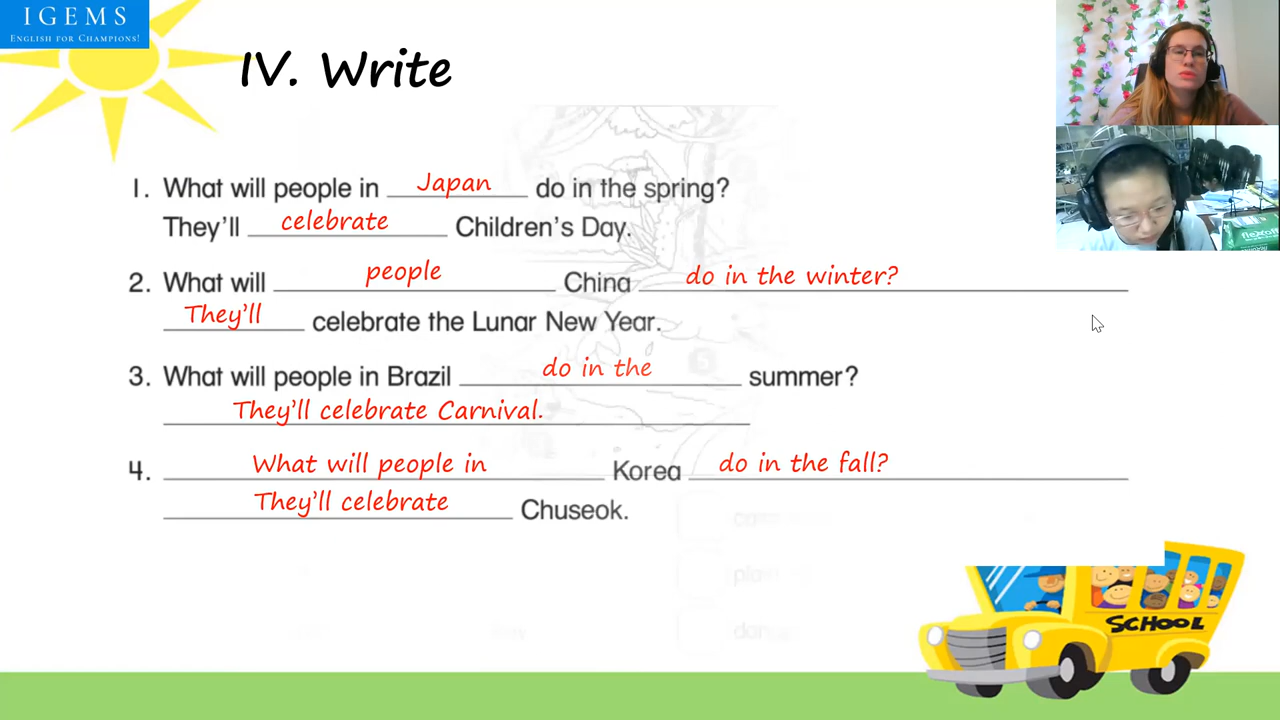 IGEMS
ENGLISH FOR CHAMPIONS!
IV. Write
1. What will people in Japan do in the spring?
They'll celebrate Children's Day.
2. What will people China do in the winter?
They'll celebrate the Lunar New Year.
3. What will people in Brazil do in the summer?
They'll celebrate Carnival.
4. What will people in Korea do in the fall?
They'll celebrate Chuseok.
SCHOOL